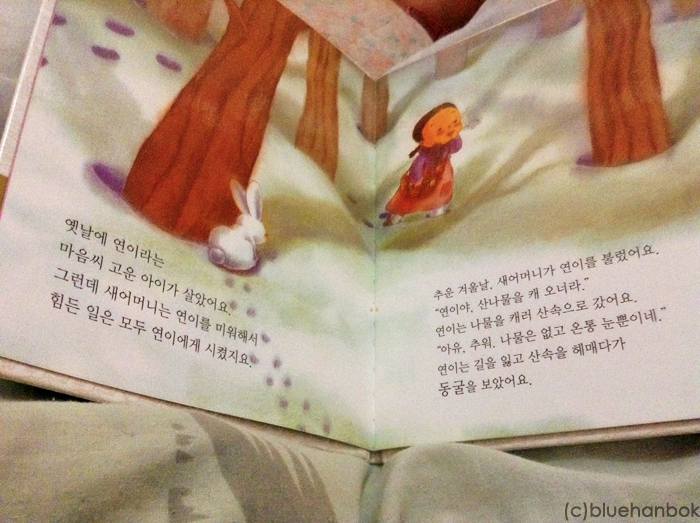 옛날에 연이라는
마음씨 고운 아이가 살았어요.
그런데 새어머니는 연이를 미워해서
힘든 일은 모두 연이에게 시켰지요.
추운 겨울날, 새어머니가 연이를 불렀어요.
"연이야, 산나물을 캐 오너라."
연이는 나물을 캐러 산속으로 갔어요.
"아유, 추워. 나물은 없고 온통 눈뿐이네."
연이는 길을 잃고 산속을 헤매다가
동굴을 보았어요.
(c)bluehanbok